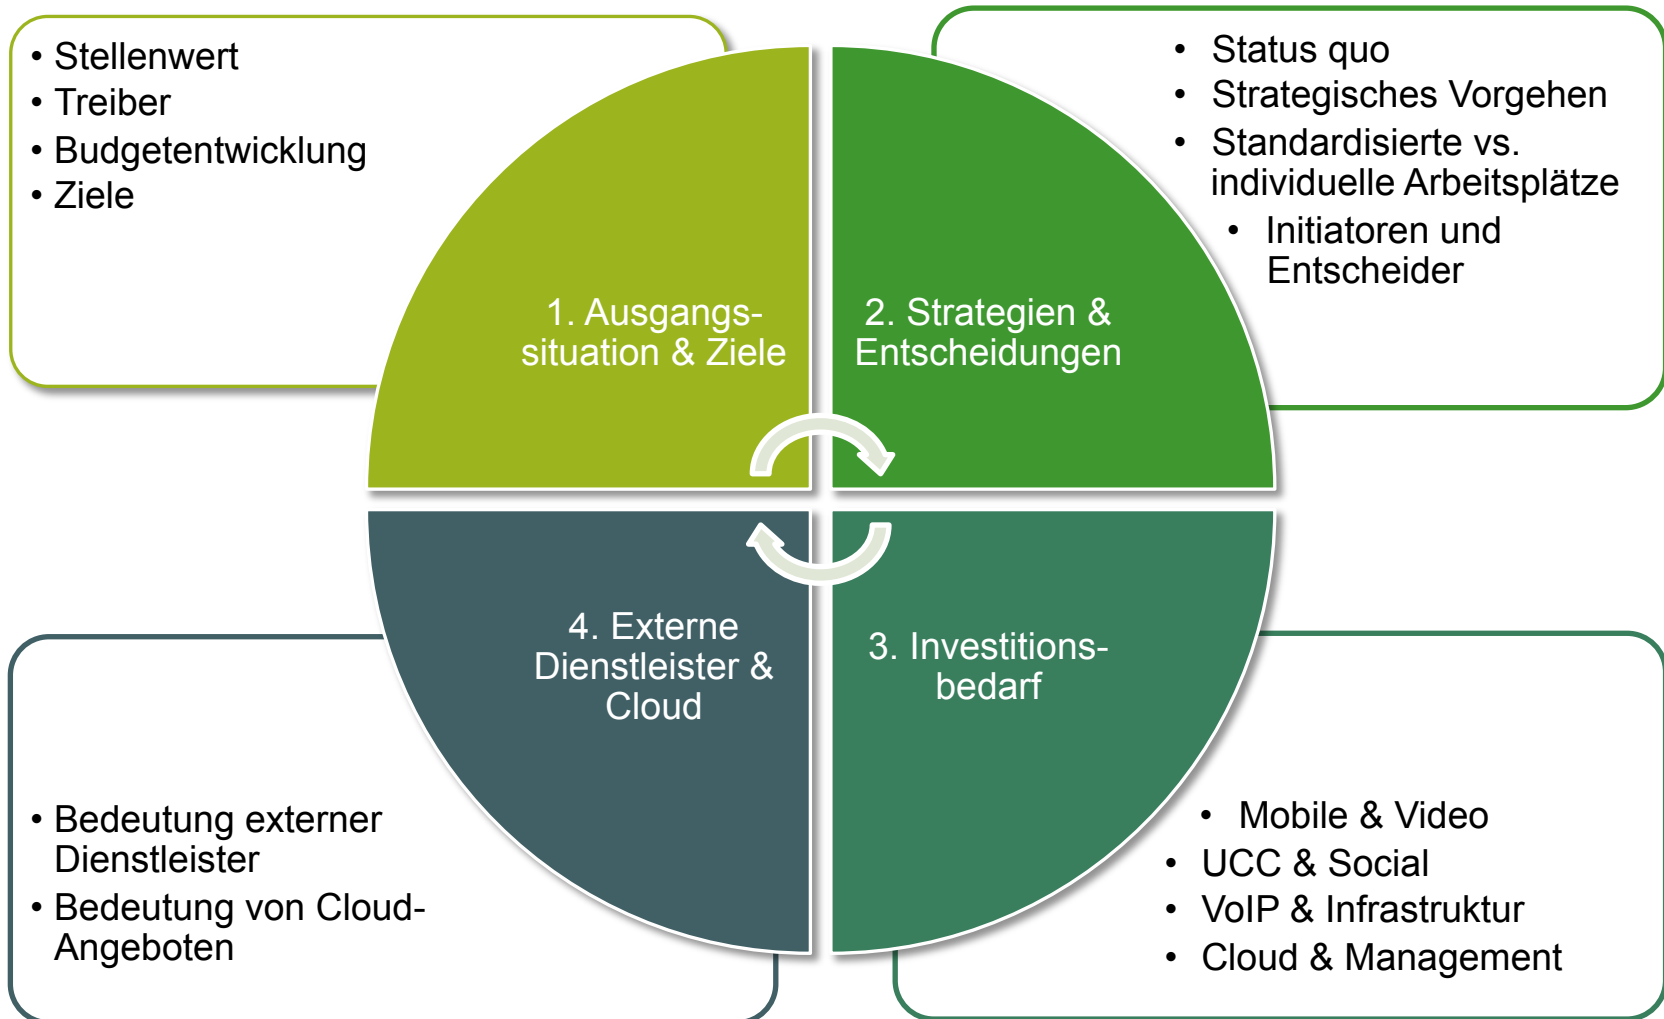 • Stellenwert
• Treiber
• Budgetentwicklung
• Ziele
• Status quo
• Strategisches Vorgehen
• Standardisierte vs.
individuelle Arbeitsplätze
• Initiatoren und
Entscheider
1. Ausgangs-
situation & Ziele
2. Strategien &
Entscheidungen
4. Externe
Dienstleister &
Cloud
3. Investitions-
bedarf
• Bedeutung externer
Dienstleister
• Bedeutung von Cloud-
Angeboten
• Mobile & Video
• UCC & Social
• VoIP & Infrastruktur
• Cloud & Management